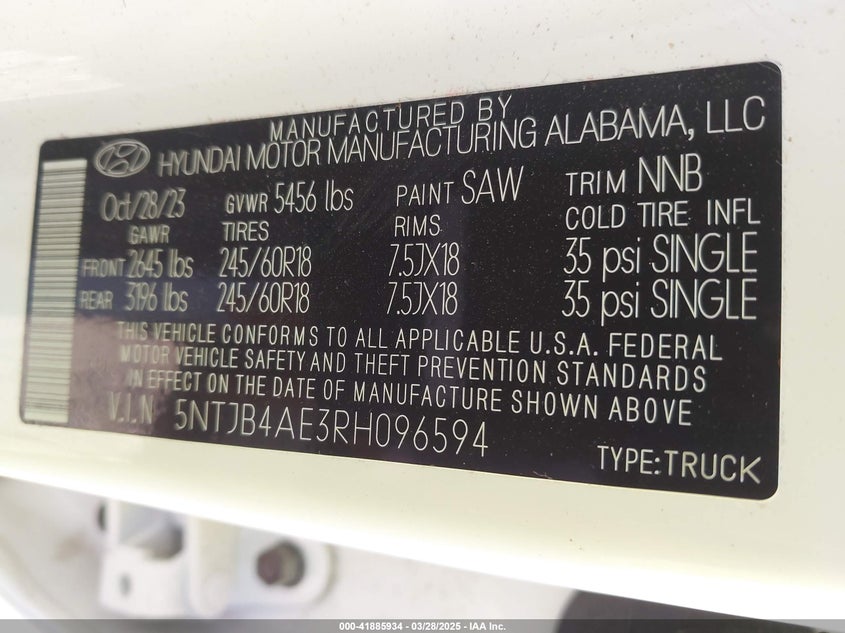 MANUFACTURED BY
HYUNDAI MOTOR MANUFACTURING ALABAMA, LLC
Oct/28/23 GVWR 5456 lbs PAINT SAW TRIM NNB
GAWR TIRES RIMS COLD TIRE INFL
FRONT 2645 lbs 245/60R18 7.5JX18 35 psi SINGLE
REAR 3196 lbs 245/60R18 7.5JX18 35 psi SINGLE
THIS VEHICLE CONFORMS TO ALL APPLICABLE U.S.A. FEDERAL
MOTOR VEHICLE SAFETY AND THEFT PREVENTION STANDARDS
IN EFFECT ON THE DATE OF MANUFACTURE SHOWN ABOVE
V.I.N 5NTJB4AE3RH096594
TYPE:TRUCK
000-41885934 | 03/28/2025 - IAA Inc.